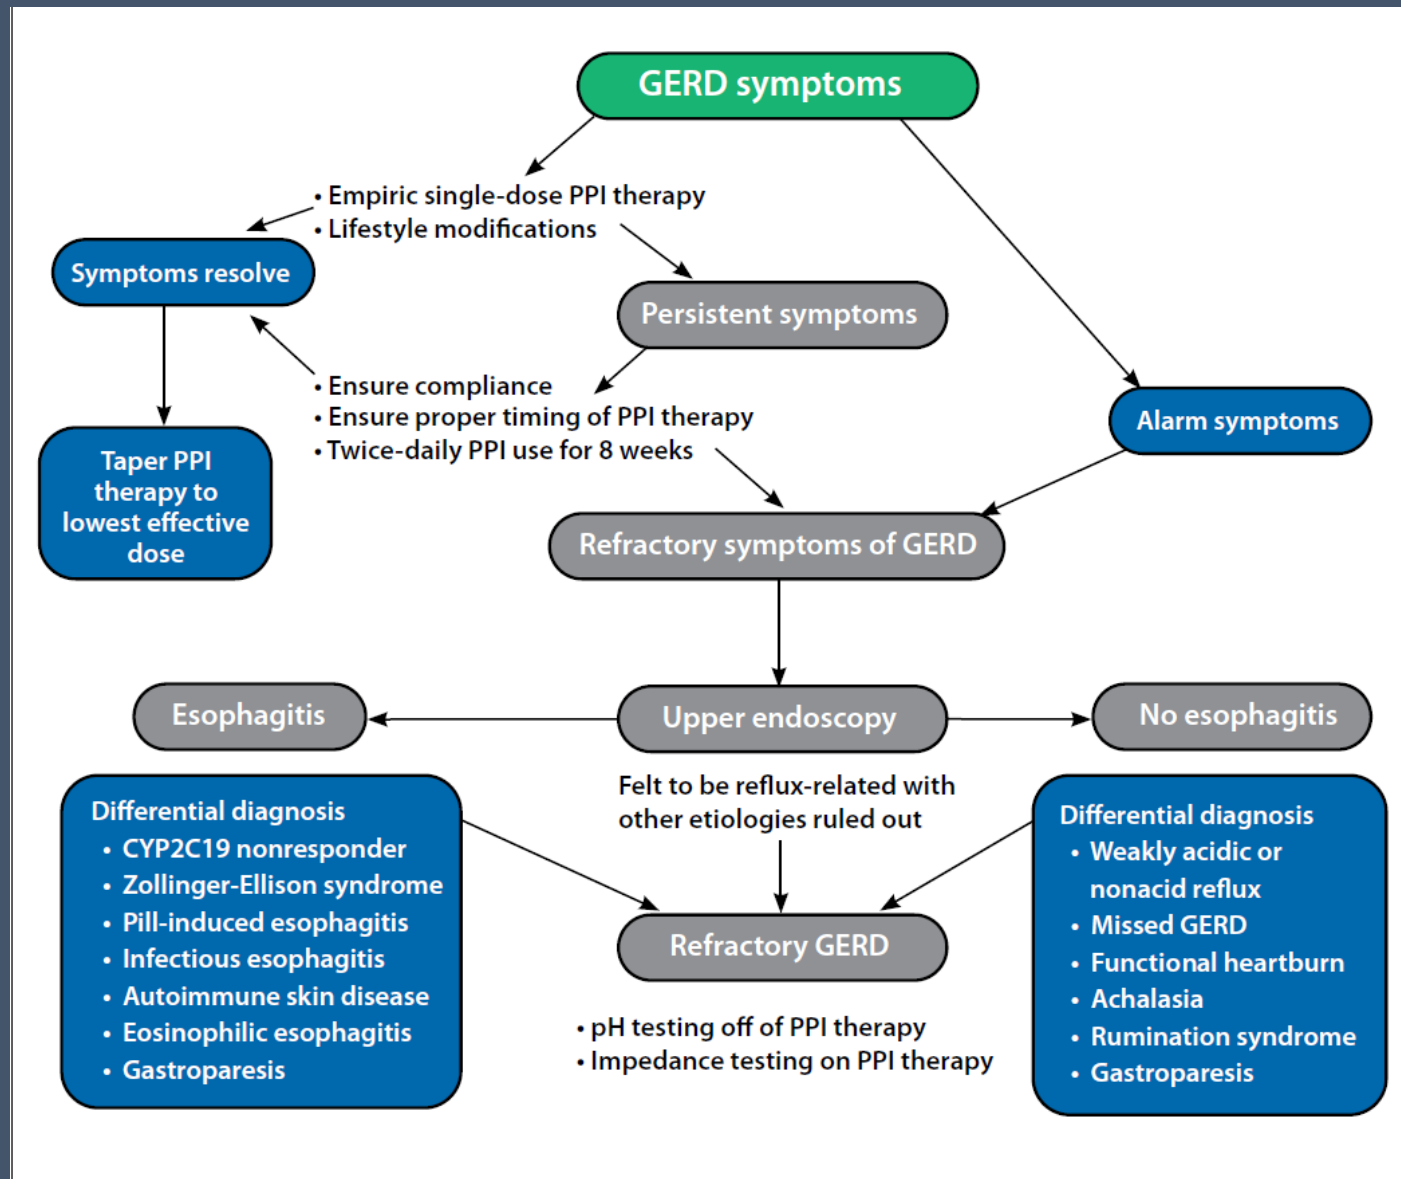 GERD symptoms
• Empiric single-dose PPI therapy
• Lifestyle modifications
Symptoms resolve
Persistent symptoms
• Ensure compliance
• Ensure proper timing of PPI therapy
• Twice-daily PPI use for 8 weeks
Alarm symptoms
Taper PPI
therapy to
lowest effective
dose
Refractory symptoms of GERD
Esophagitis
Upper endoscopy
No esophagitis
Differential diagnosis
• CYP2C19 nonresponder
• Zollinger-Ellison syndrome
• Pill-induced esophagitis
• Infectious esophagitis
• Autoimmune skin disease
• Eosinophilic esophagitis
• Gastroparesis
Felt to be reflux-related with
other etiologies ruled out
Refractory GERD
• pH testing off of PPI therapy
• Impedance testing on PPI therapy
Differential diagnosis
• Weakly acidic or
nonacid reflux
• Missed GERD
• Functional heartburn
• Achalasia
• Rumination syndrome
• Gastroparesis